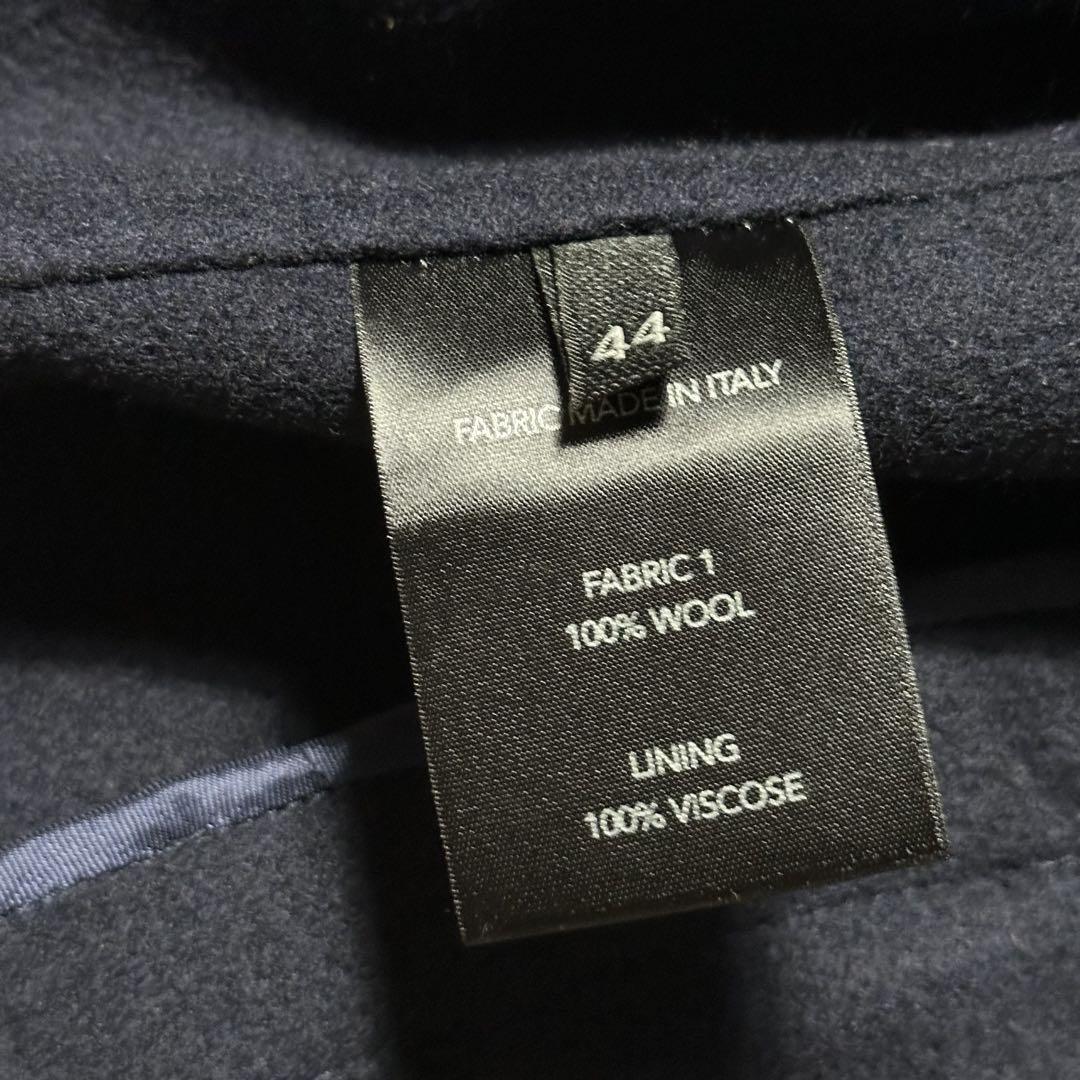 44
FABRIC MADE IN ITALY
FABRIC 1
100% WOOL
LINING
100% VISCOSE